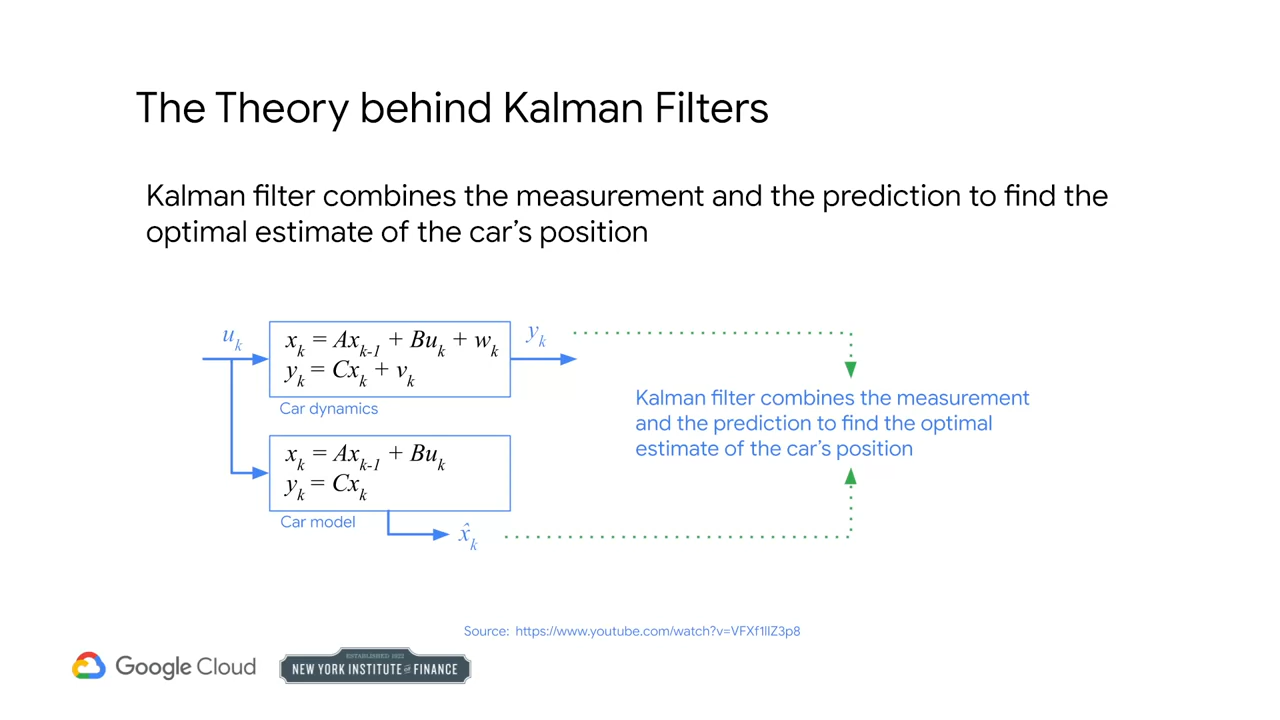 The Theory behind Kalman Filters
Kalman filter combines the measurement and the prediction to find the
optimal estimate of the car's position
u_k
x_k = Ax_{k-1} + Bu_k + w_k
y_k = Cx_k + v_k
y_k
Car dynamics
Kalman filter combines the measurement
and the prediction to find the optimal
estimate of the car's position
x_k = Ax_{k-1} + Bu_k
y_k = Cx_k
Car model
x̂_k
Source: https://www.youtube.com/watch?v=VFXf1lIZ3p8
Google Cloud
ESTABLISHED 1922
NEW YORK INSTITUTE OF FINANCE